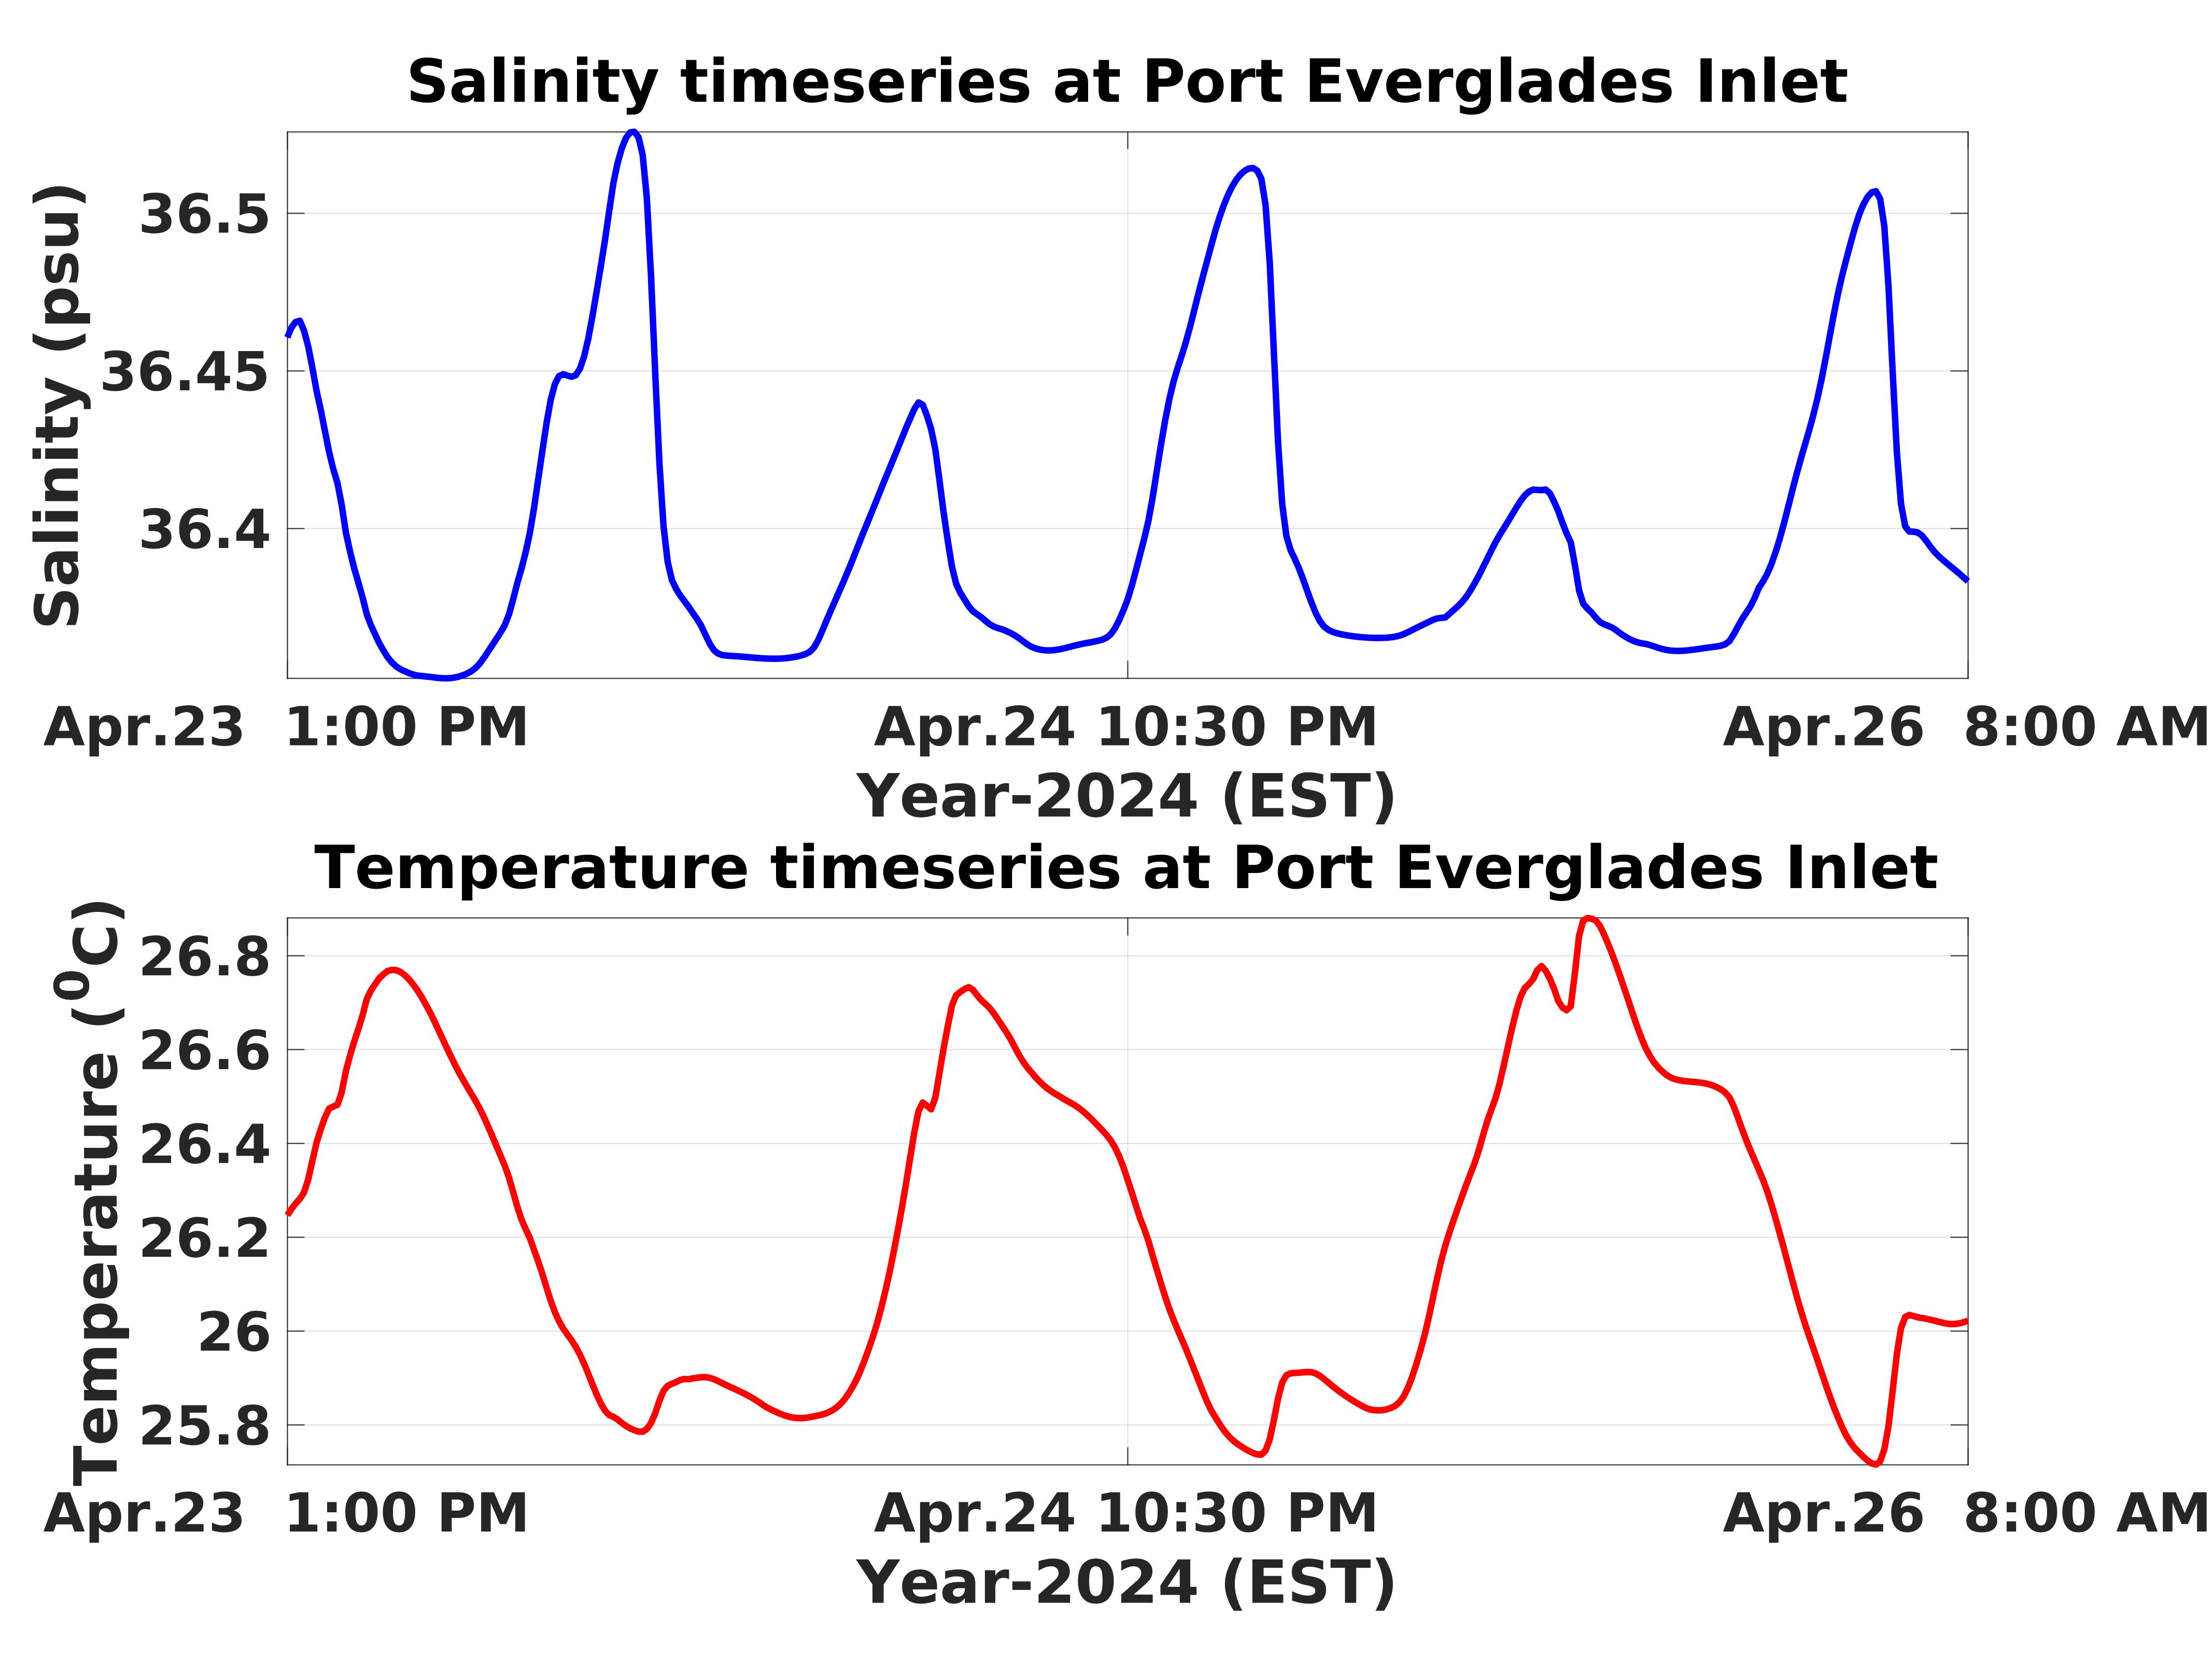 Salinity timeseries at Port Everglades Inlet
Salinity (psu)
36.5
36.45
36.4
Apr.23  1:00 PM
Apr.24 10:30 PM
Apr.26  8:00 AM
Year-2024 (EST)
Temperature timeseries at Port Everglades Inlet
Temperature (⁰C)
26.8
26.6
26.4
26.2
26
25.8
Apr.23  1:00 PM
Apr.24 10:30 PM
Apr.26  8:00 AM
Year-2024 (EST)